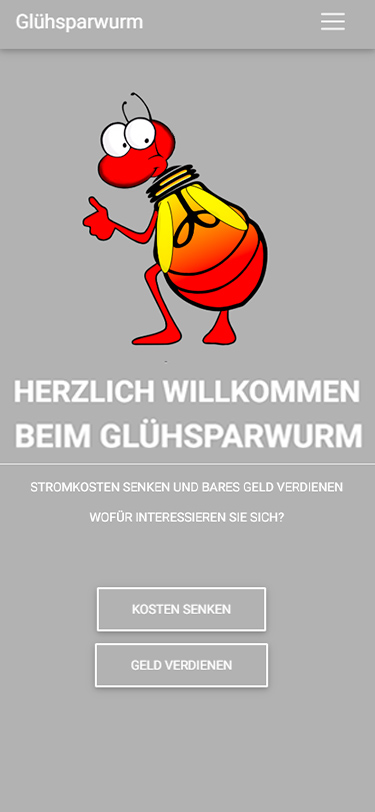 Glühsparwurm
HERZLICH WILLKOMMEN
BEIM GLÜHSPARWURM
STROMKOSTEN SENKEN UND BARES GELD VERDIENEN
WOFÜR INTERESSIEREN SIE SICH?
KOSTEN SENKEN
GELD VERDIENEN